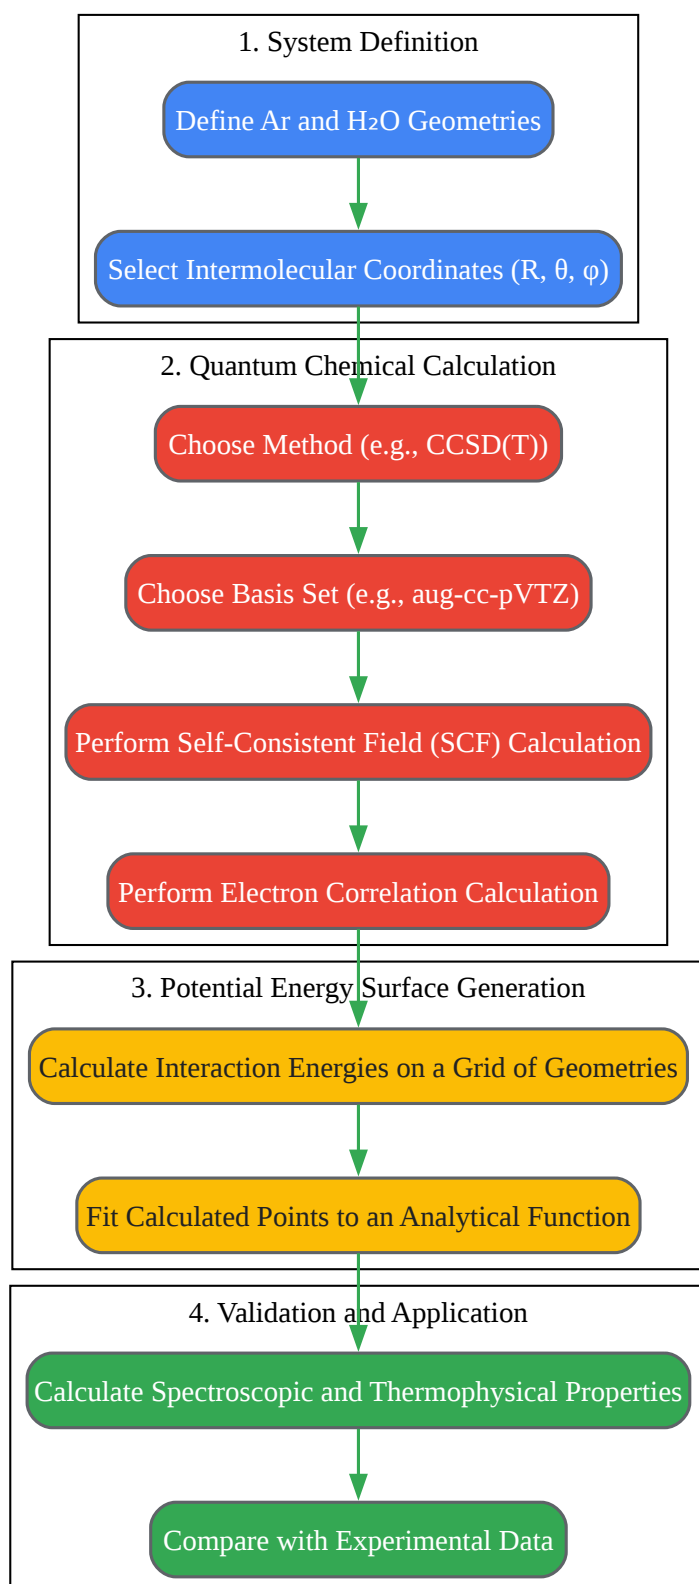 1. System Definition
Define Ar and H₂O Geometries
Select Intermolecular Coordinates (R, θ, φ)
2. Quantum Chemical Calculation
Choose Method (e.g., CCSD(T))
Choose Basis Set (e.g., aug-cc-pVTZ)
Perform Self-Consistent Field (SCF) Calculation
Perform Electron Correlation Calculation
3. Potential Energy Surface Generation
Calculate Interaction Energies on a Grid of Geometries
Fit Calculated Points to an Analytical Function
4. Validation and Application
Calculate Spectroscopic and Thermophysical Properties
Compare with Experimental Data